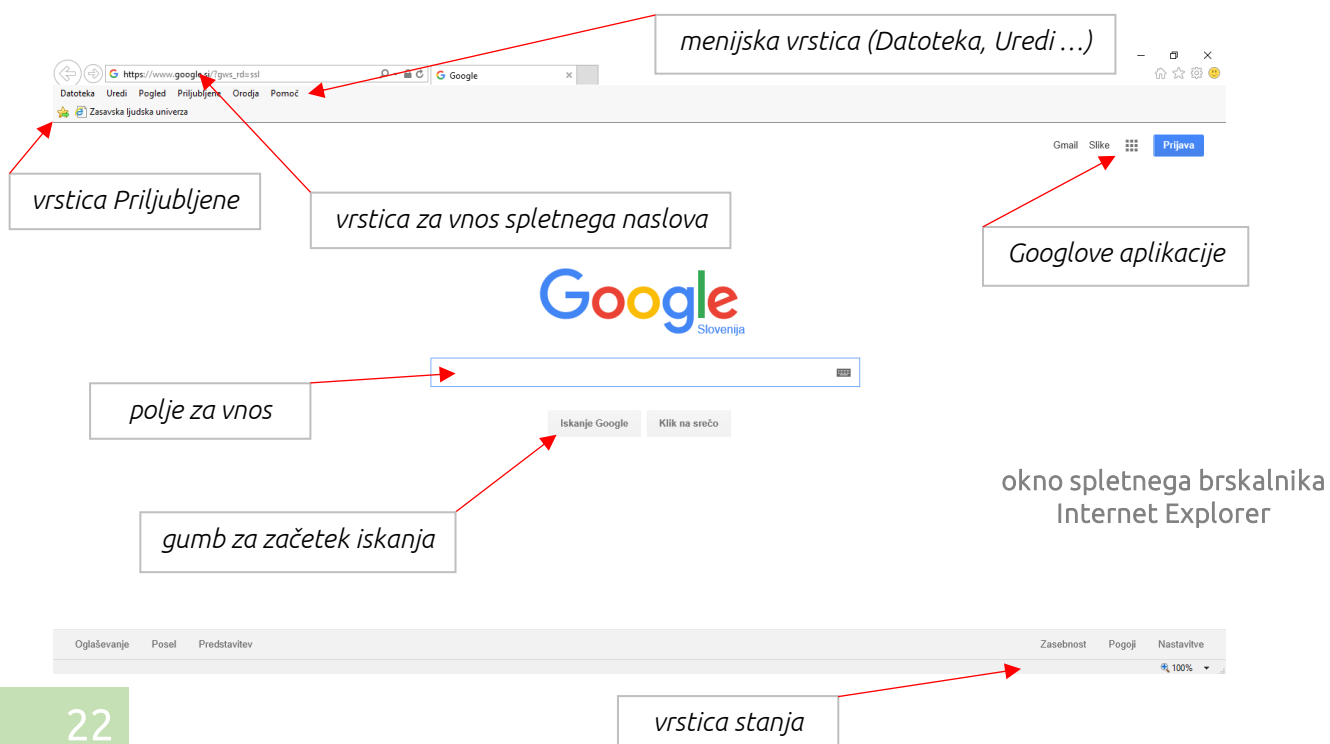 menijska vrstica (Datoteka, Uredi …)
https://www.google.si/?gws_rd=ssl
Google
Datoteka Uredi Pogled Priljubljene Orodja Pomoč
Zasavska ljudska univerza
Gmail Slike Prijava
vrstica Priljubljene
vrstica za vnos spletnega naslova
Googlove aplikacije
Google
Slovenija
polje za vnos
Iskanje Google Klik na srečo
okno spletnega brskalnika
Internet Explorer
gumb za začetek iskanja
Oglaševanje Posel Predstavitev Zasebnost Pogoji Nastavitve
100%
22
vrstica stanja